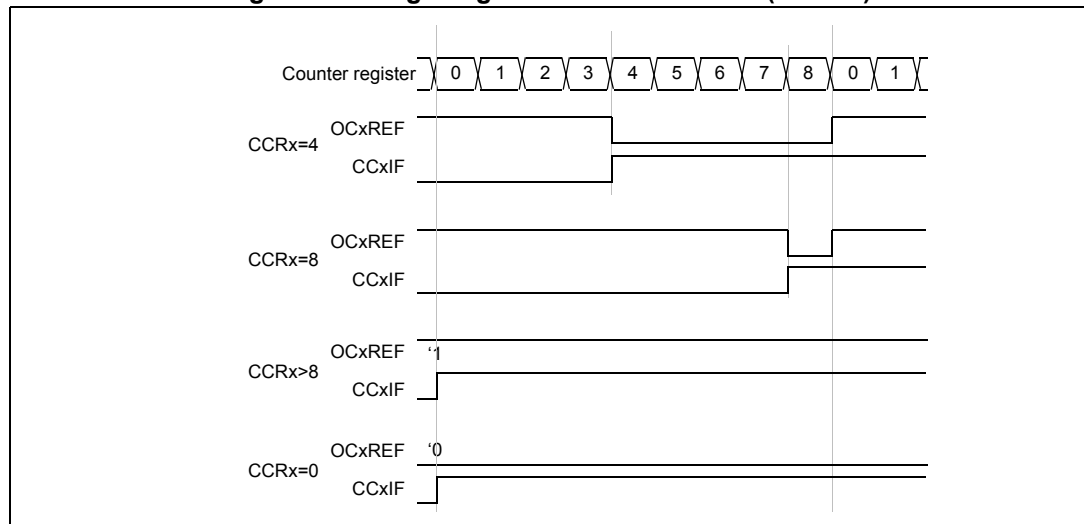 Counter register 0 1 2 3 4 5 6 7 8 0 1
CCRx=4
OCxREF
CCxIF
CCRx=8
OCxREF
CCxIF
CCRx>8
OCxREF ‘1
CCxIF
CCRx=0
OCxREF ‘0
CCxIF